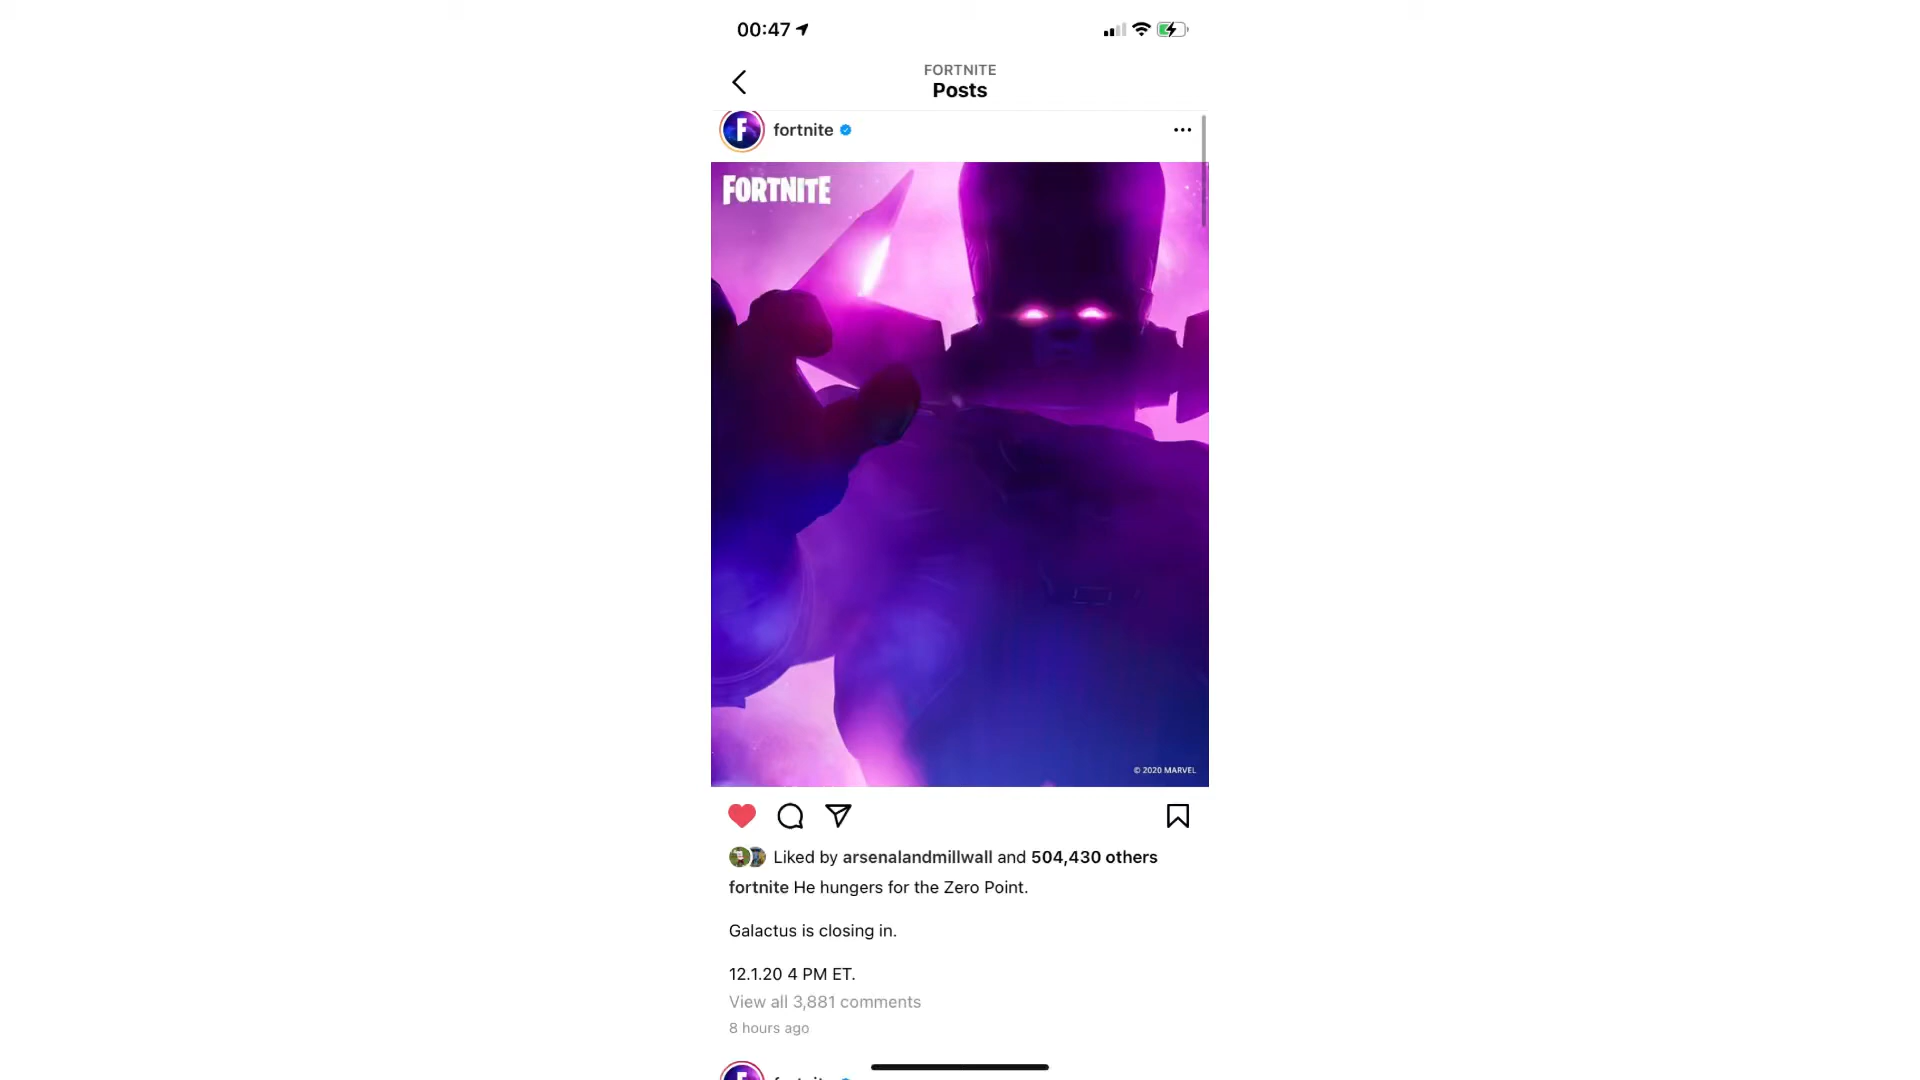 00:47
FORTNITE
Posts
fortnite
FORTNITE
© 2020 MARVEL
Liked by arsenalandmillwall and 504,430 others
fortnite He hungers for the Zero Point.
Galactus is closing in.
12.1.20 4 PM ET.
View all 3,881 comments
8 hours ago